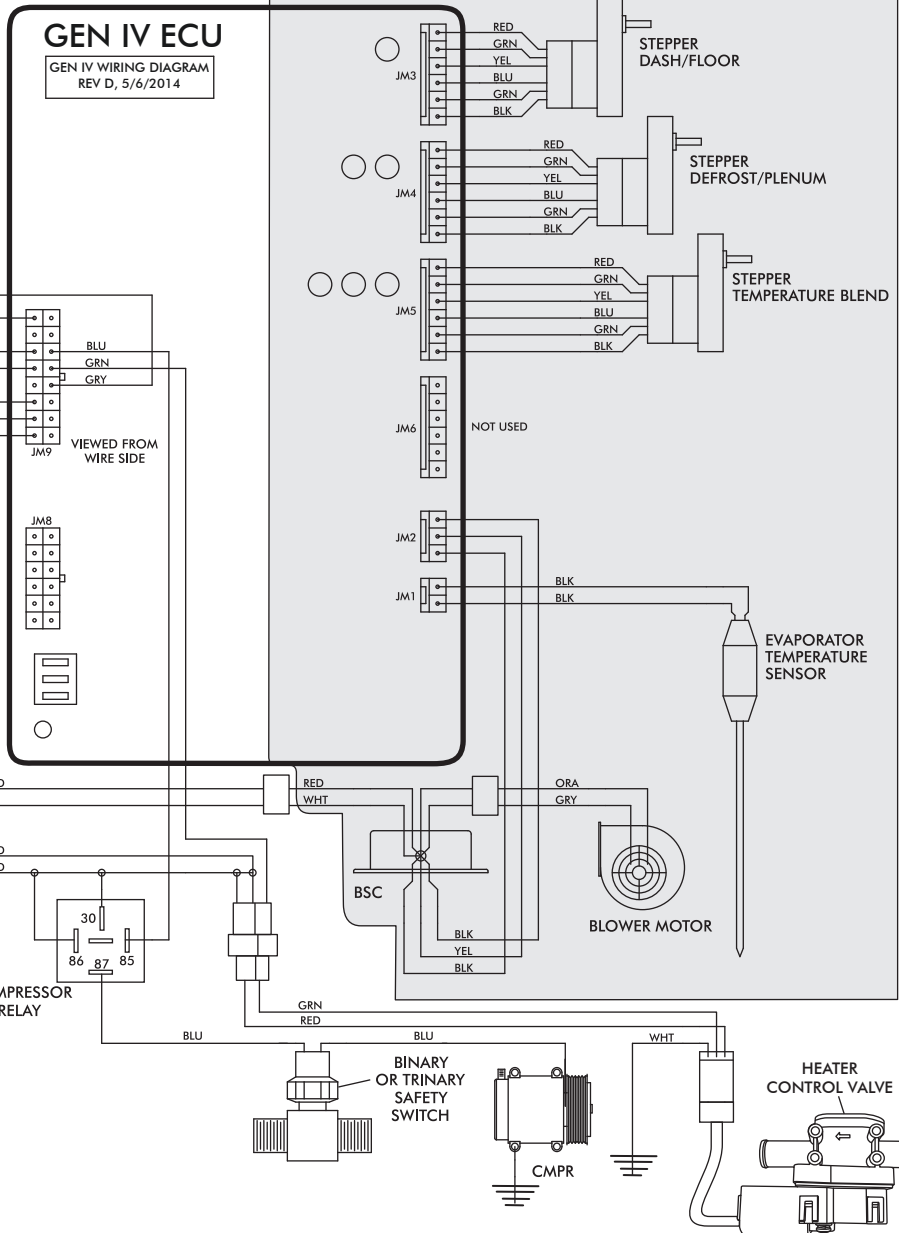 GEN IV ECU
GEN IV WIRING DIAGRAM
REV D, 5/6/2014
JM3
RED
GRN
YEL
BLU
GRN
BLK
STEPPER
DASH/FLOOR
JM4
RED
GRN
YEL
BLU
GRN
BLK
STEPPER
DEFROST/PLENUM
JM5
RED
GRN
YEL
BLU
GRN
BLK
STEPPER
TEMPERATURE BLEND
BLU
GRN
GRY
JM9
VIEWED FROM
WIRE SIDE
JM6
NOT USED
JM8
JM2
JM1
BLK
BLK
EVAPORATOR
TEMPERATURE
SENSOR
D
RED
WHT
ORA
GRY
D
D
BSC
BLOWER MOTOR
30
86
87
85
BLK
YEL
BLK
MPRESSOR
RELAY
GRN
RED
BLU
BLU
WHT
BINARY
OR TRINARY
SAFETY
SWITCH
CMPR
HEATER
CONTROL VALVE